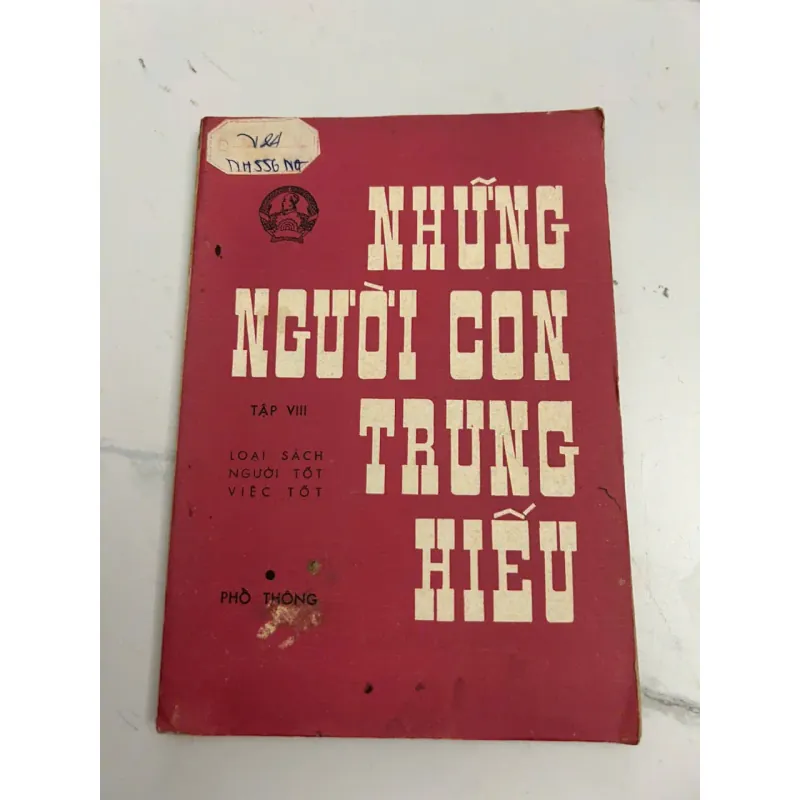 NHỮNG
NGƯỜI CON
TRUNG
HIẾU
TẬP VIII
LOẠI SÁCH
NGƯỜI TỐT
VIỆC TỐT
PHỔ THÔNG